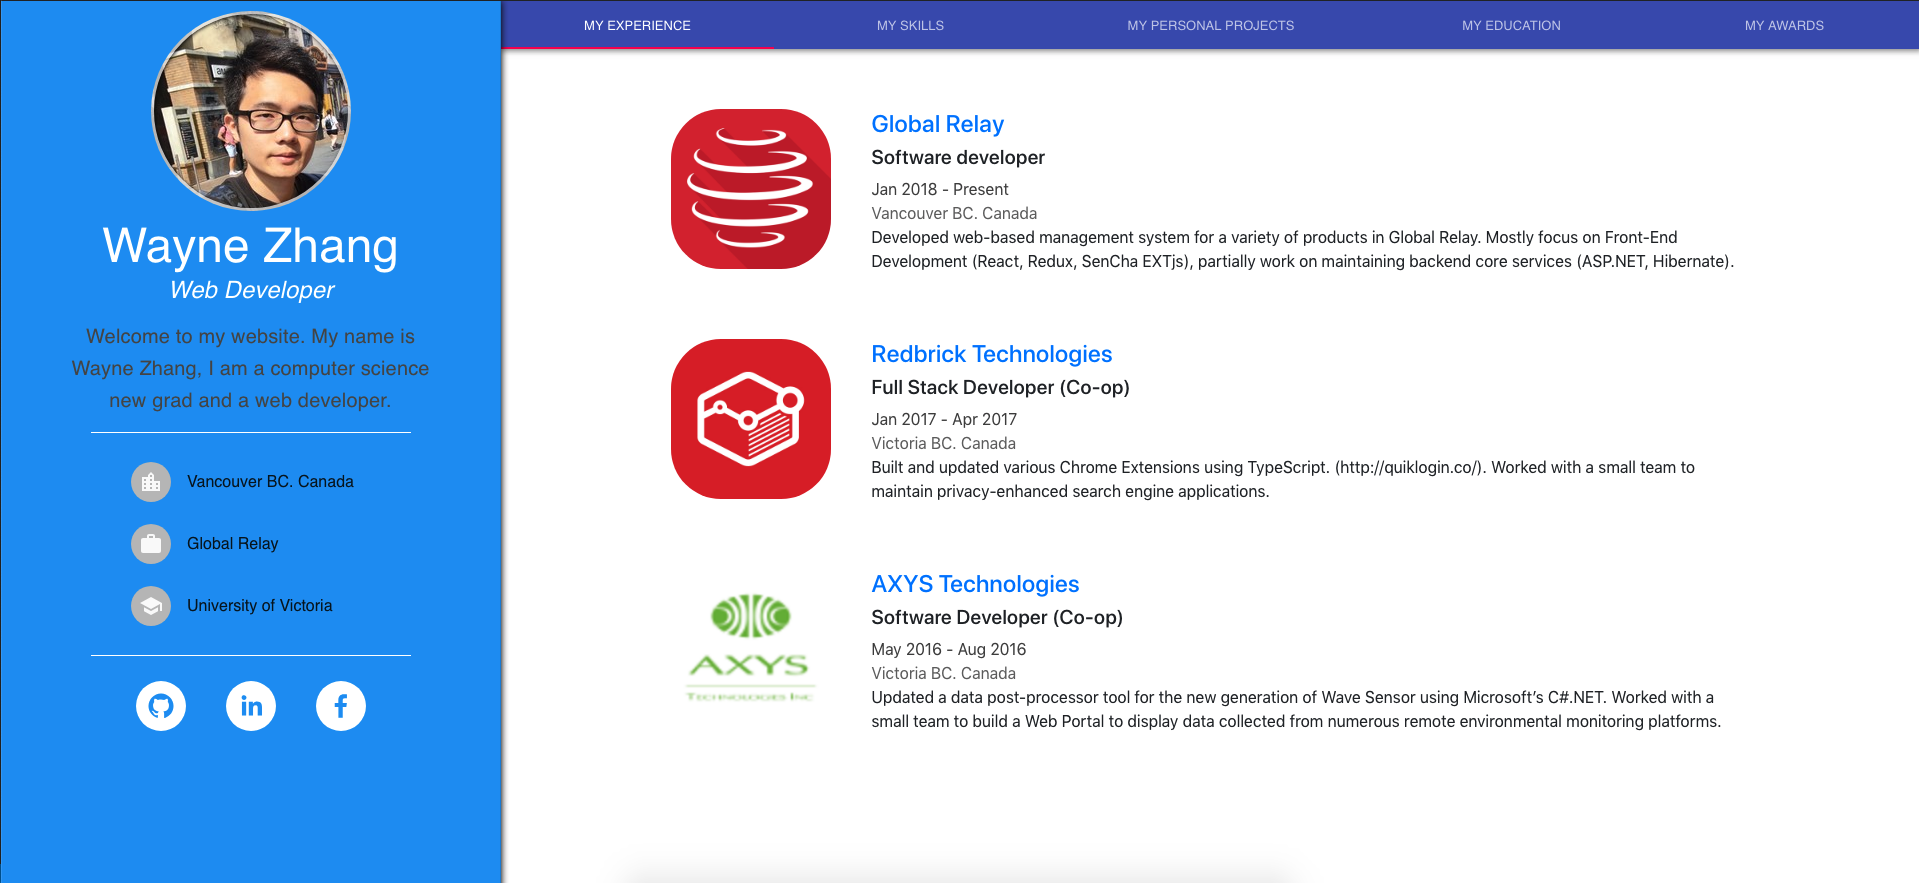 Wayne Zhang
Web Developer
Welcome to my website. My name is
Wayne Zhang, I am a computer science
new grad and a web developer.
Vancouver BC. Canada
Global Relay
University of Victoria
in
f
MY EXPERIENCE
MY SKILLS
MY PERSONAL PROJECTS
MY EDUCATION
MY AWARDS
Global Relay
Software developer
Jan 2018 - Present
Vancouver BC. Canada
Developed web-based management system for a variety of products in Global Relay. Mostly focus on Front-End
Development (React, Redux, SenCha EXTjs), partially work on maintaining backend core services (ASP.NET, Hibernate).
Redbrick Technologies
Full Stack Developer (Co-op)
Jan 2017 - Apr 2017
Victoria BC. Canada
Built and updated various Chrome Extensions using TypeScript. (http://quiklogin.co/). Worked with a small team to
maintain privacy-enhanced search engine applications.
AXYS
TECHNOLOGIES INC
AXYS Technologies
Software Developer (Co-op)
May 2016 - Aug 2016
Victoria BC. Canada
Updated a data post-processor tool for the new generation of Wave Sensor using Microsoft’s C#.NET. Worked with a
small team to build a Web Portal to display data collected from numerous remote environmental monitoring platforms.